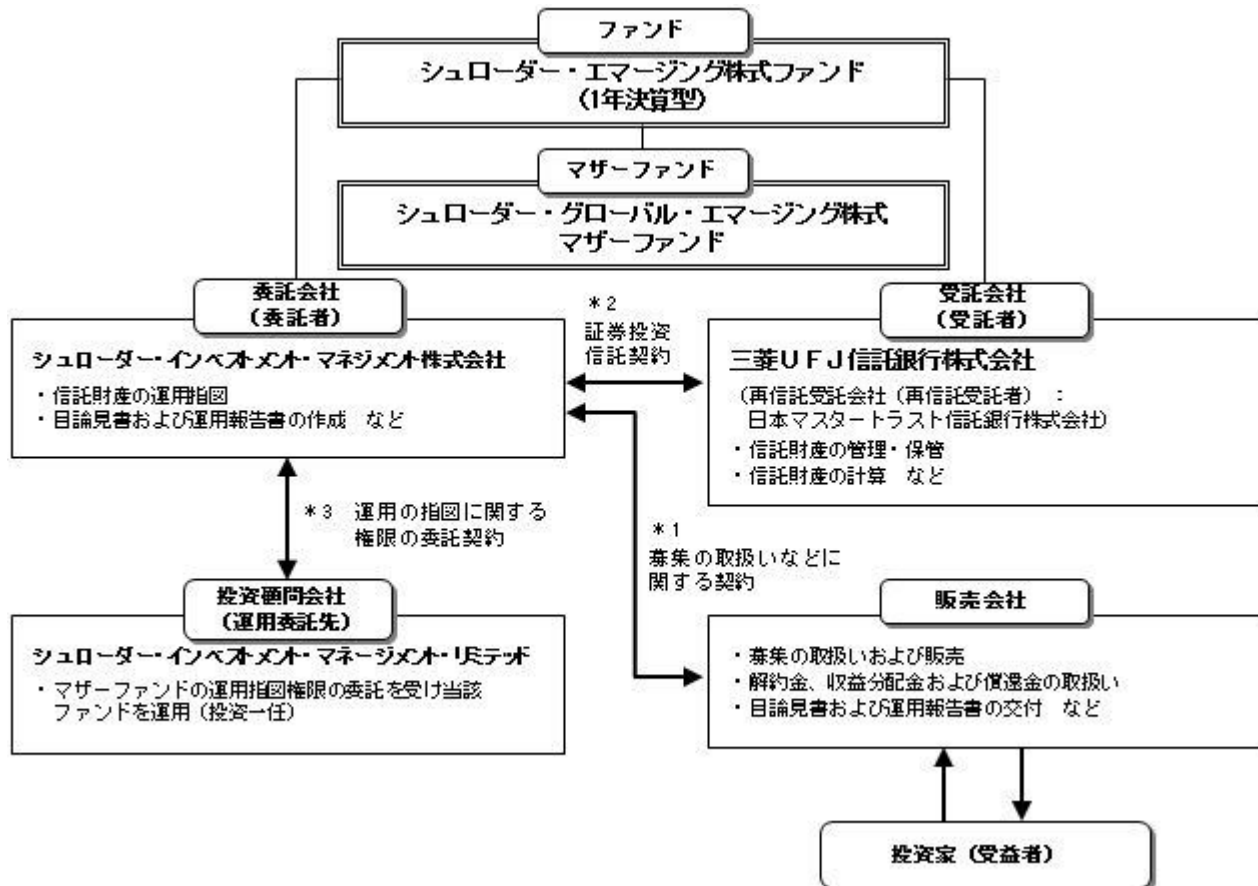 ファンド
シュローダー・エマージング株式ファンド
(1年決算型)
マザーファンド
シュローダー・グローバル・エマージング株式
マザーファンド
委託会社
(委託者)
シュローダー・インベストメント・マネジメント株式会社
・信託財産の運用指図
・目論見書および運用報告書の作成 など
*2
証券投資
信託契約
受託会社
(受託者)
三菱UFJ信託銀行株式会社
(再信託受託会社(再信託受託者) :
日本マスタートラスト信託銀行株式会社)
・信託財産の管理・保管
・信託財産の計算 など
*3 運用の指図に関する
権限の委託契約
*1
募集の取扱いなどに
関する契約
投資顧問会社
(運用委託先)
シュローダー・インベストメント・マネージメント・リミテッド
・マザーファンドの運用指図権限の委託を受け当該
ファンドを運用(投資一任)
販売会社
・募集の取扱いおよび販売
・解約金、収益分配金および償還金の取扱い
・目論見書および運用報告書の交付 など
投資家(受益者)